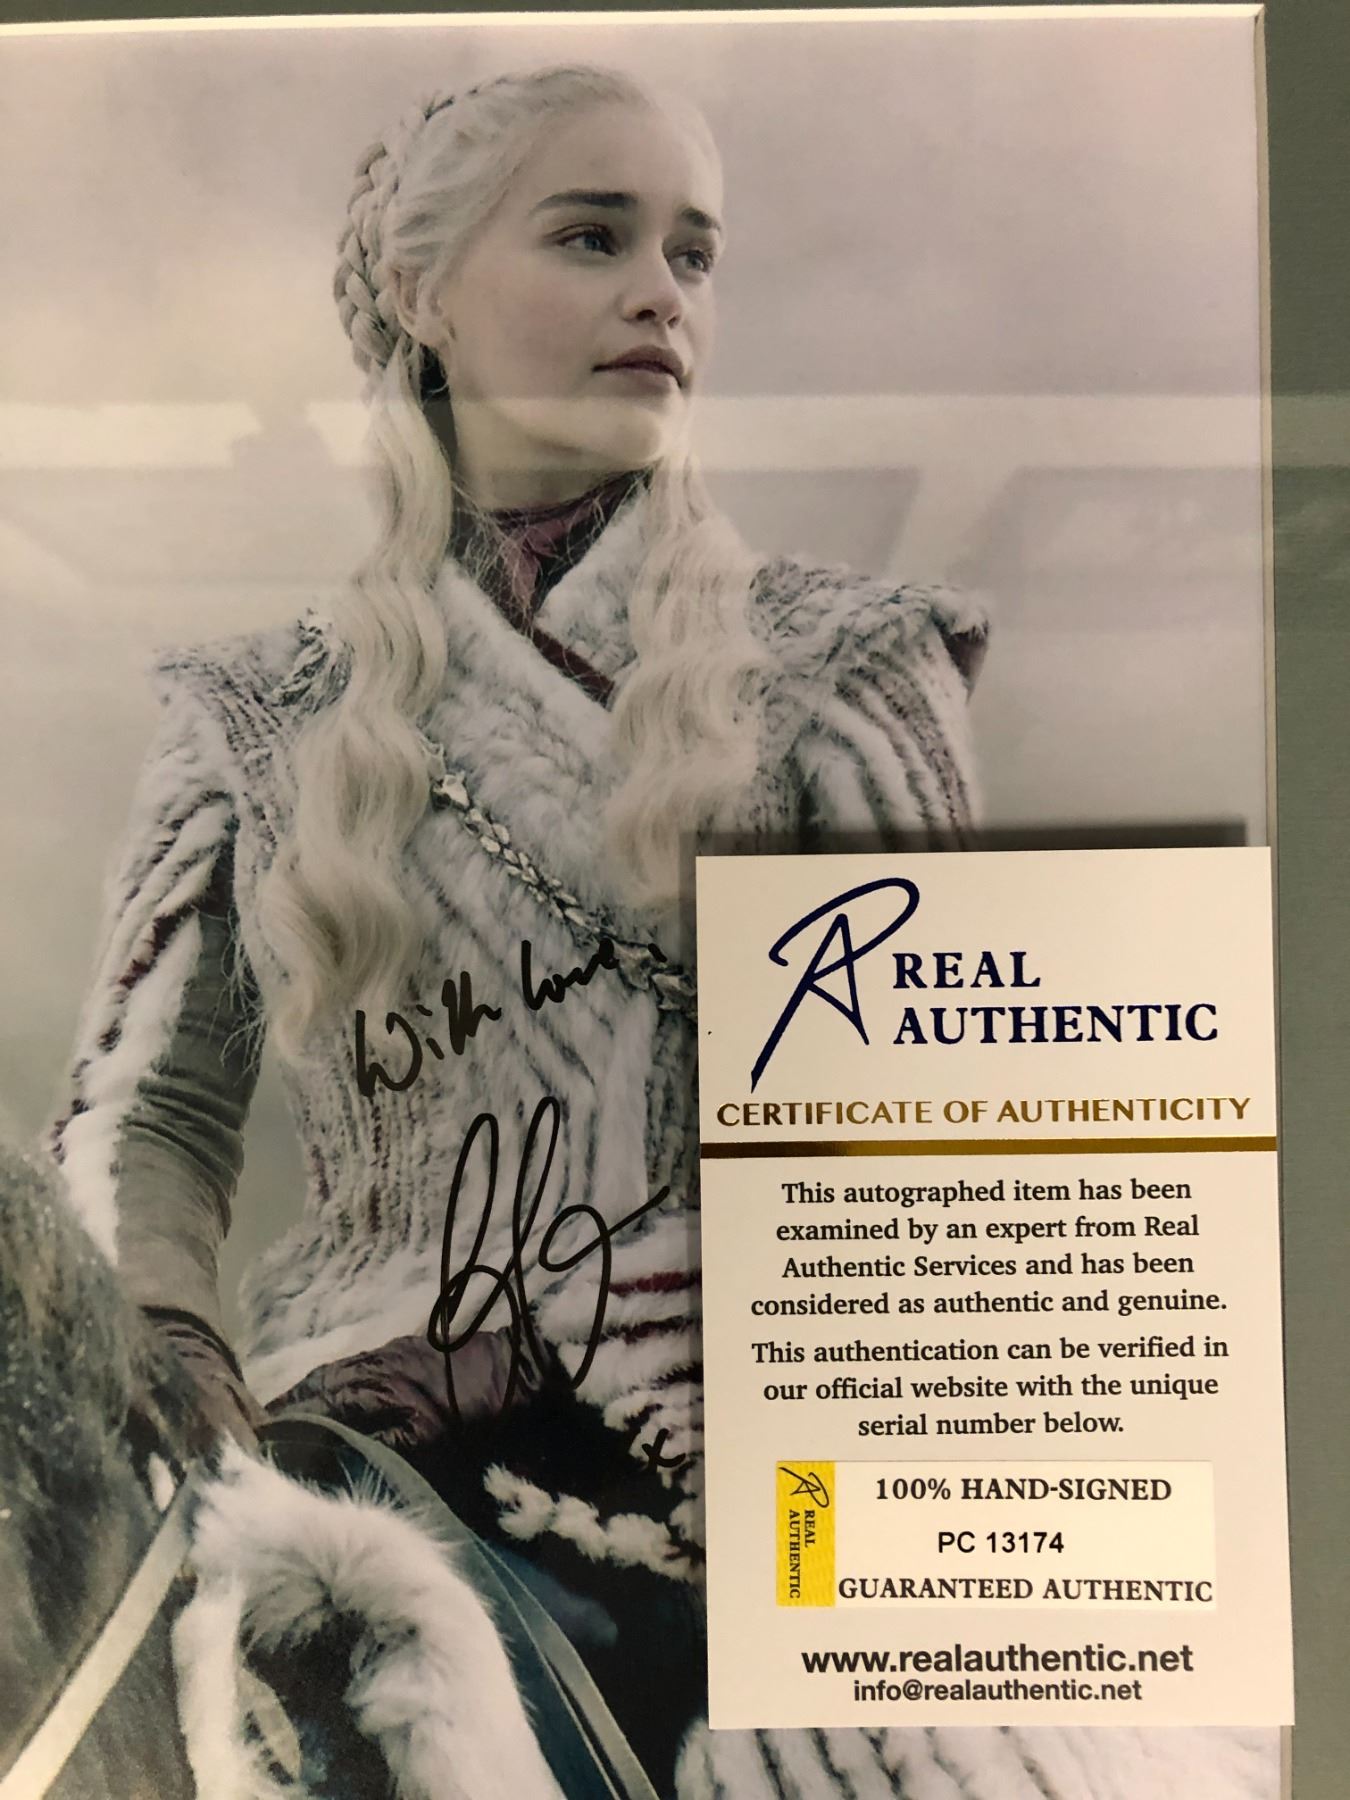 With love,
x
REAL
AUTHENTIC
CERTIFICATE OF AUTHENTICITY
This autographed item has been
examined by an expert from Real
Authentic Services and has been
considered as authentic and genuine.
This authentication can be verified in
our official website with the unique
serial number below.
REAL
AUTHENTIC
100% HAND-SIGNED
PC 13174
GUARANTEED AUTHENTIC
www.realauthentic.net
info@realauthentic.net